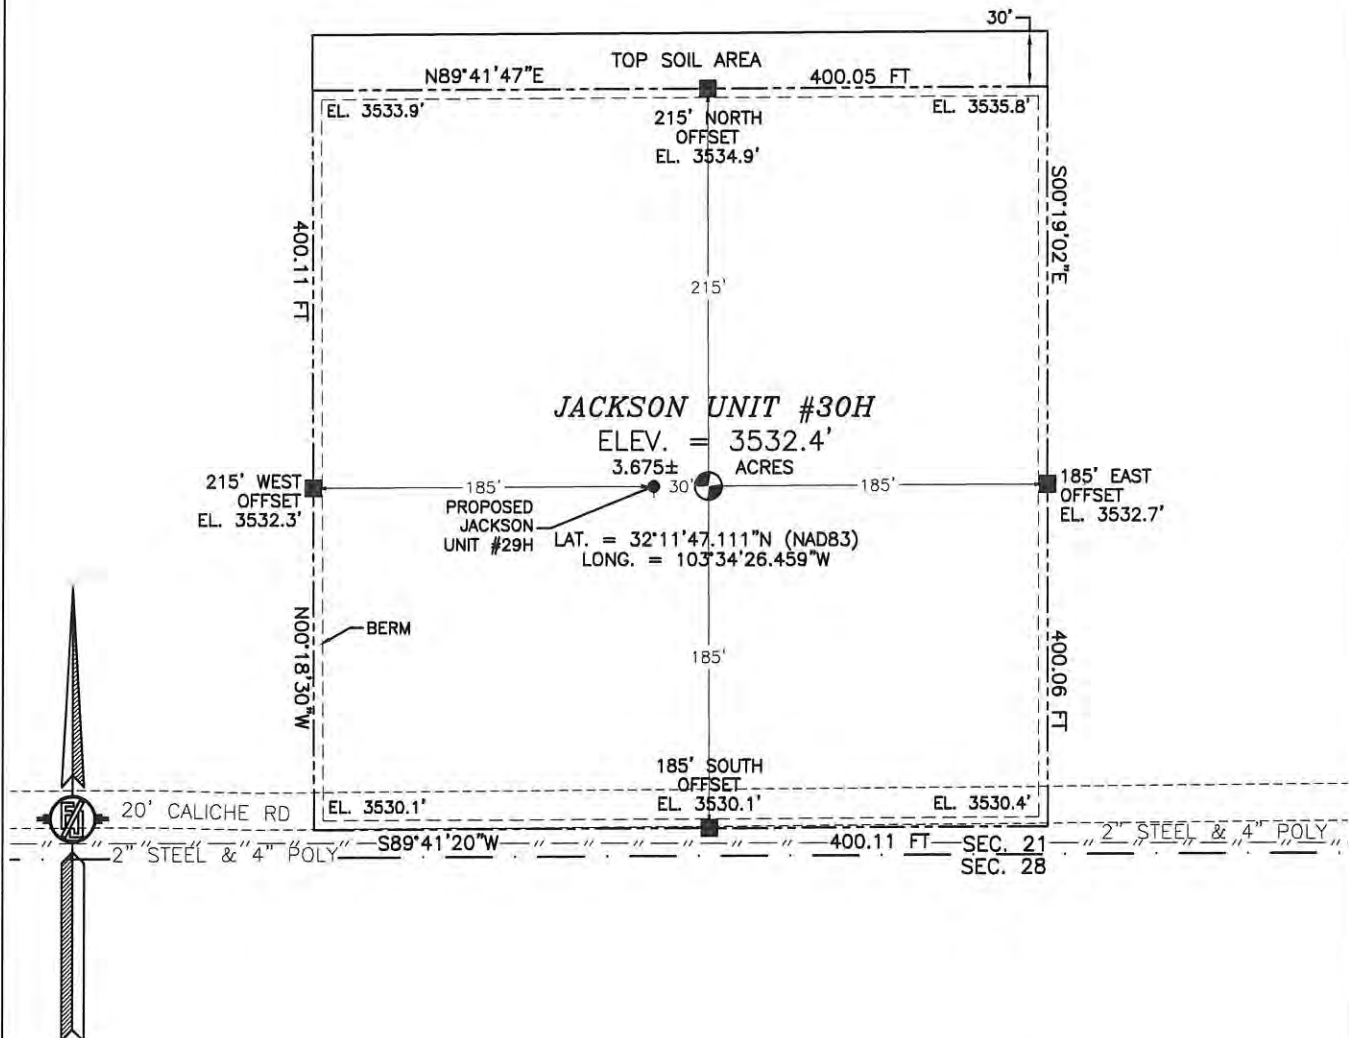 30'
TOP SOIL AREA
N89°41'47"E
400.05 FT
EL. 3533.9'
EL. 3535.8'
215' NORTH
OFFSET
EL. 3534.9'
400.11 FT
S00°19'02"E
215'
JACKSON UNIT #30H
ELEV. = 3532.4'
3.675± ACRES
215' WEST
OFFSET
EL. 3532.3'
185'
30'
185'
185' EAST
OFFSET
EL. 3532.7'
PROPOSED
JACKSON
UNIT #29H
LAT. = 32°11'47.111"N (NAD83)
LONG. = 103°34'26.459"W
N00°18'30"W
BERM
185'
400.06 FT
185' SOUTH
OFFSET
EL. 3530.1'
EL. 3530.1'
EL. 3530.4'
20' CALICHE RD
2" STEEL & 4" POLY
S89°41'20"W
400.11 FT
SEC. 21
SEC. 28
2" STEEL & 4" POLY